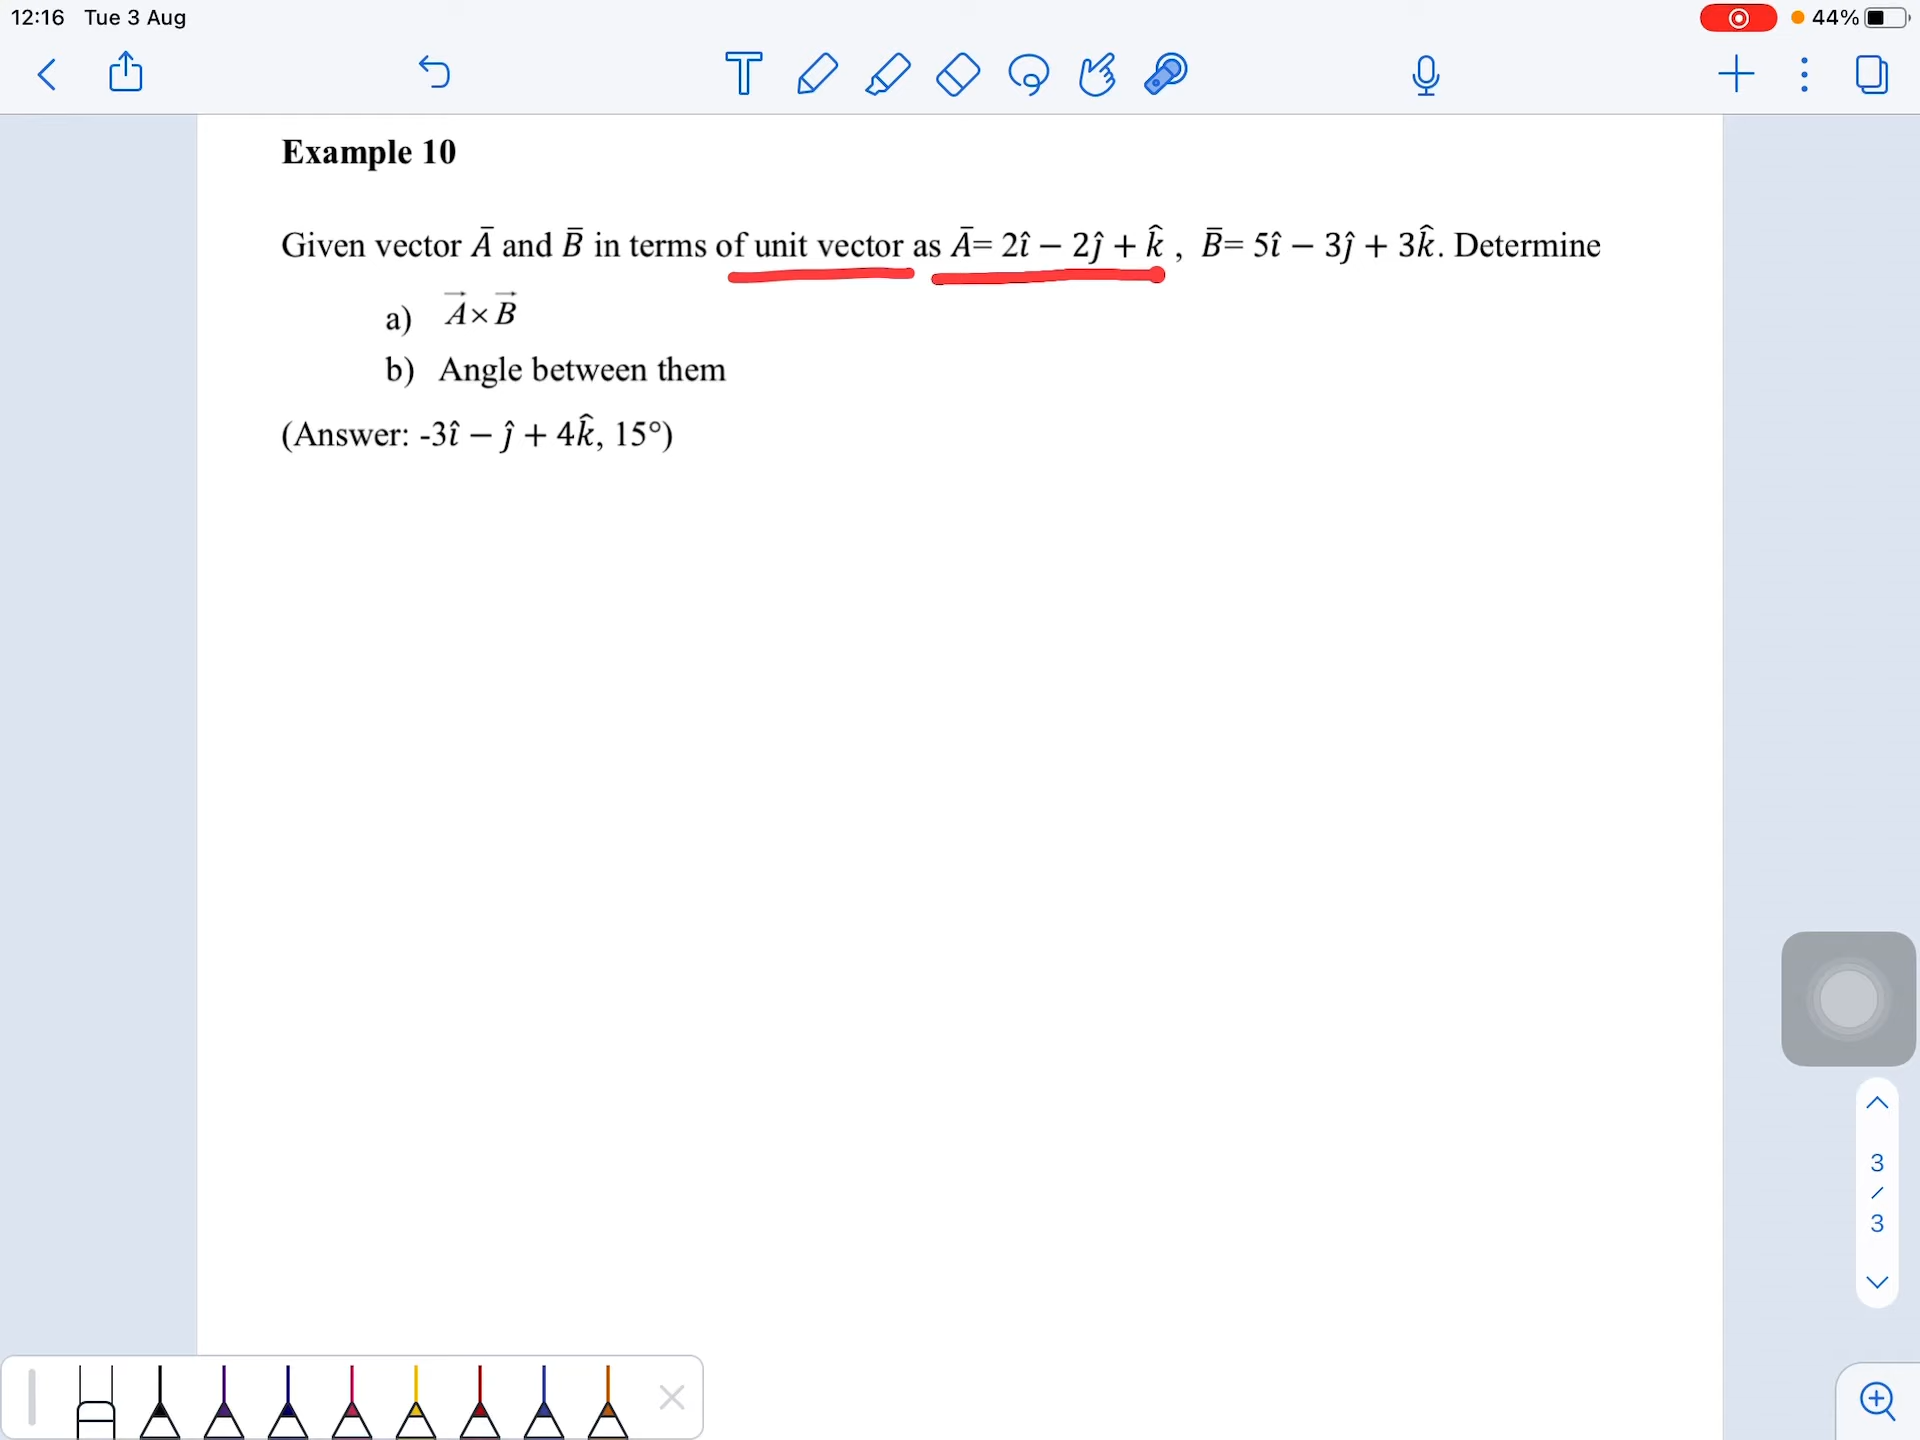 12:16 Tue 3 Aug 44%
T
Example 10
Given vector A̅ and B̅ in terms of unit vector as A̅= 2î − 2ĵ + k̂ , B̅= 5î − 3ĵ + 3k̂. Determine
a) A⃗×B⃗
b) Angle between them
(Answer: -3î − ĵ + 4k̂, 15°)
3
/
3